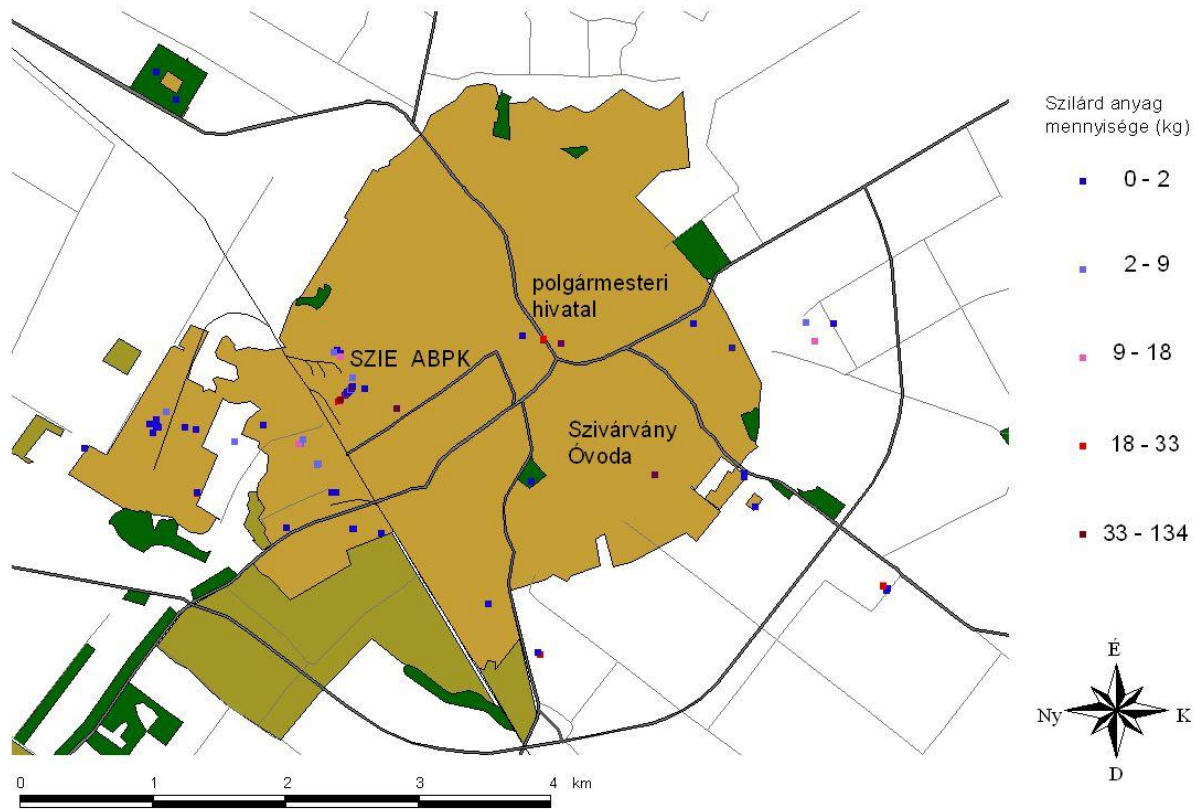 Szilárd anyag
mennyisége (kg)
0 - 2
2 - 9
9 - 18
18 - 33
33 - 134
polgármesteri
hivatal
SZIE ABPK
Szivárvány
Óvoda
É
Ny
K
D
0 1 2 3 4 km